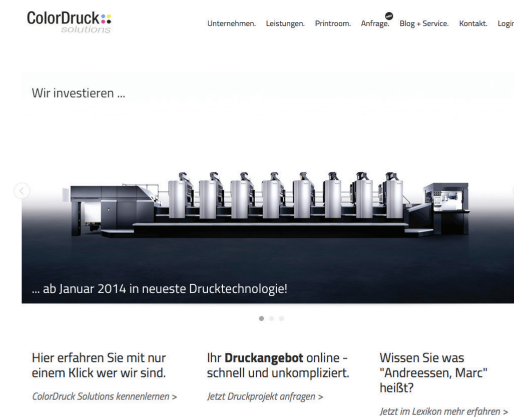 ColorDruck
solutions
Unternehmen. Leistungen. Printroom. Anfrage. Blog + Service. Kontakt. Login
Wir investieren ...
... ab Januar 2014 in neueste Drucktechnologie!
Hier erfahren Sie mit nur
einem Klick wer wir sind.
ColorDruck Solutions kennenlernen >
Ihr Druckangebot online -
schnell und unkompliziert.
Jetzt Druckprojekt anfragen >
Wissen Sie was
"Andreessen, Marc"
heißt?
Jetzt im Lexikon mehr erfahren >